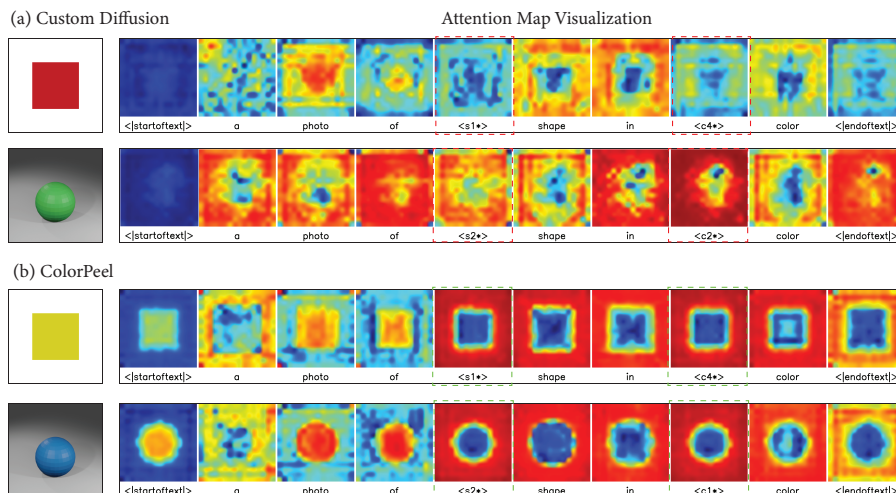 (a) Custom Diffusion
Attention Map Visualization
<|startoftext|> a photo of <s1*> shape in <c4*> color <|endoftext|>
<|startoftext|> a photo of <s2*> shape in <c2*> color <|endoftext|>
(b) ColorPeel
<|startoftext|> a photo of <s1*> shape in <c4*> color <|endoftext|>
<|startoftext|> a photo of <s2*> shape in <c1*> color <|endoftext|>